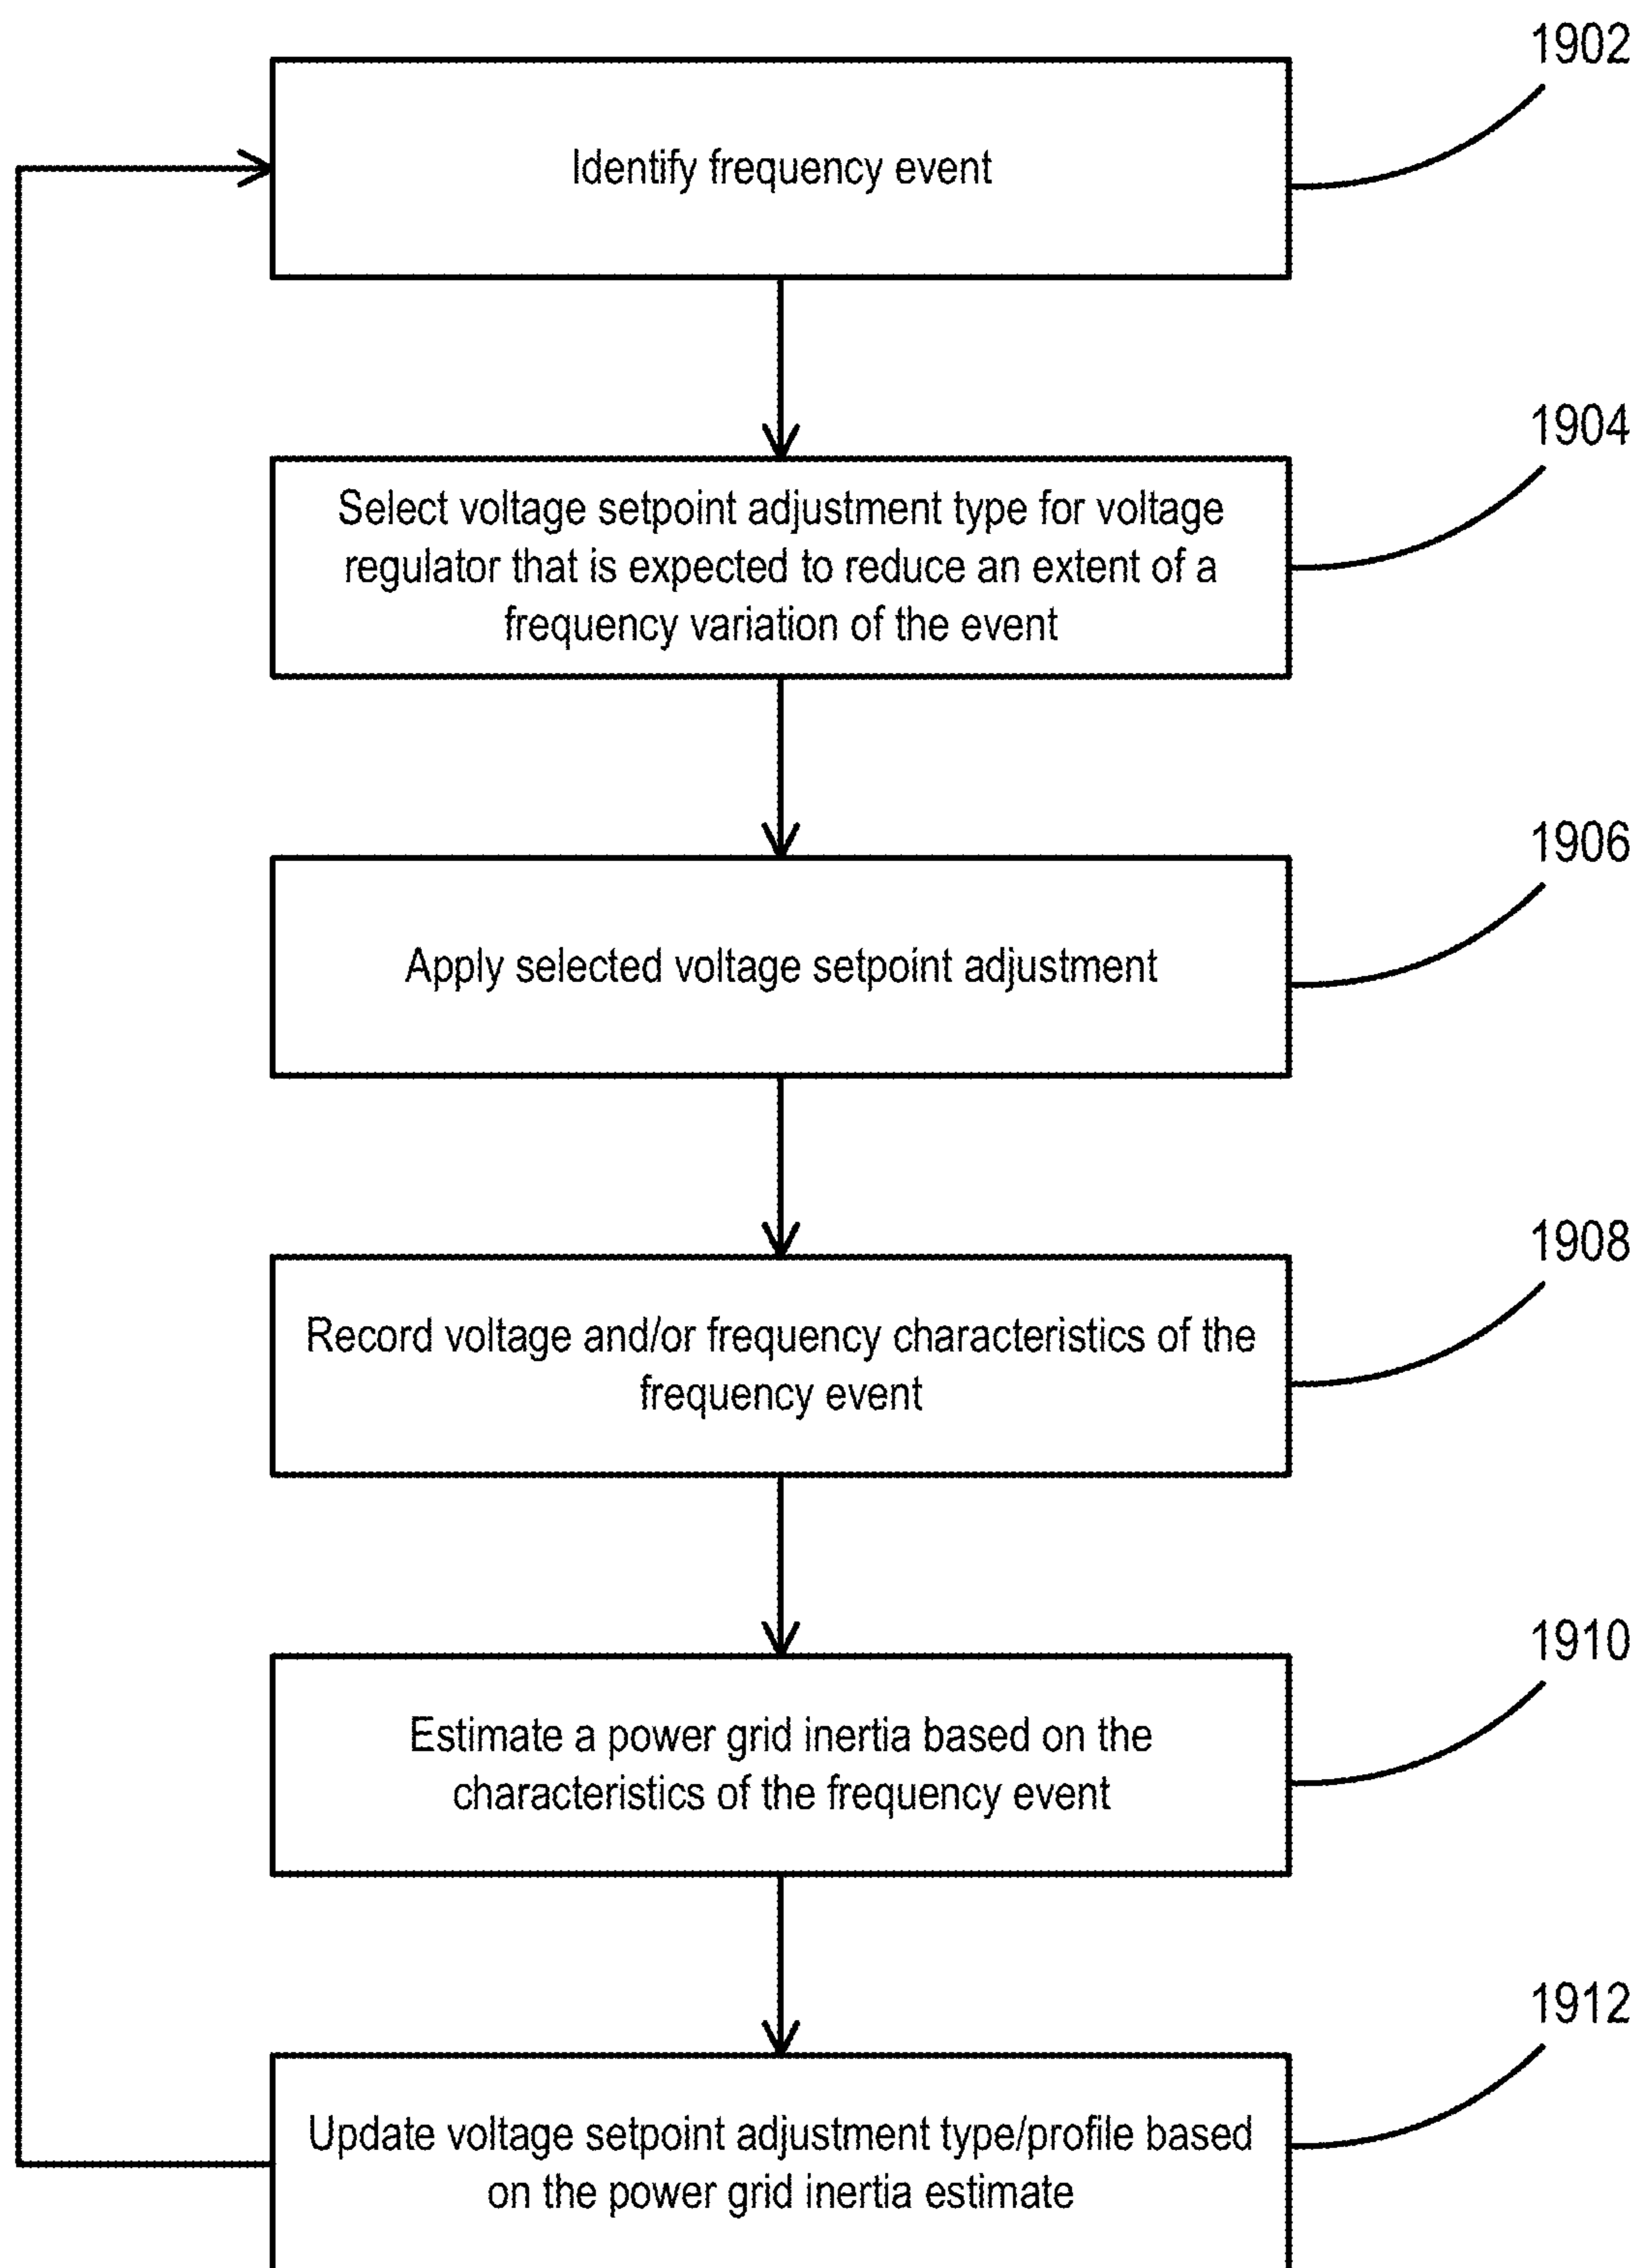 1902
Identify frequency event
1904
Select voltage setpoint adjustment type for voltage
regulator that is expected to reduce an extent of a
frequency variation of the event
1906
Apply selected voltage setpoint adjustment
1908
Record voltage and/or frequency characteristics of the
frequency event
1910
Estimate a power grid inertia based on the
characteristics of the frequency event
1912
Update voltage setpoint adjustment type/profile based
on the power grid inertia estimate